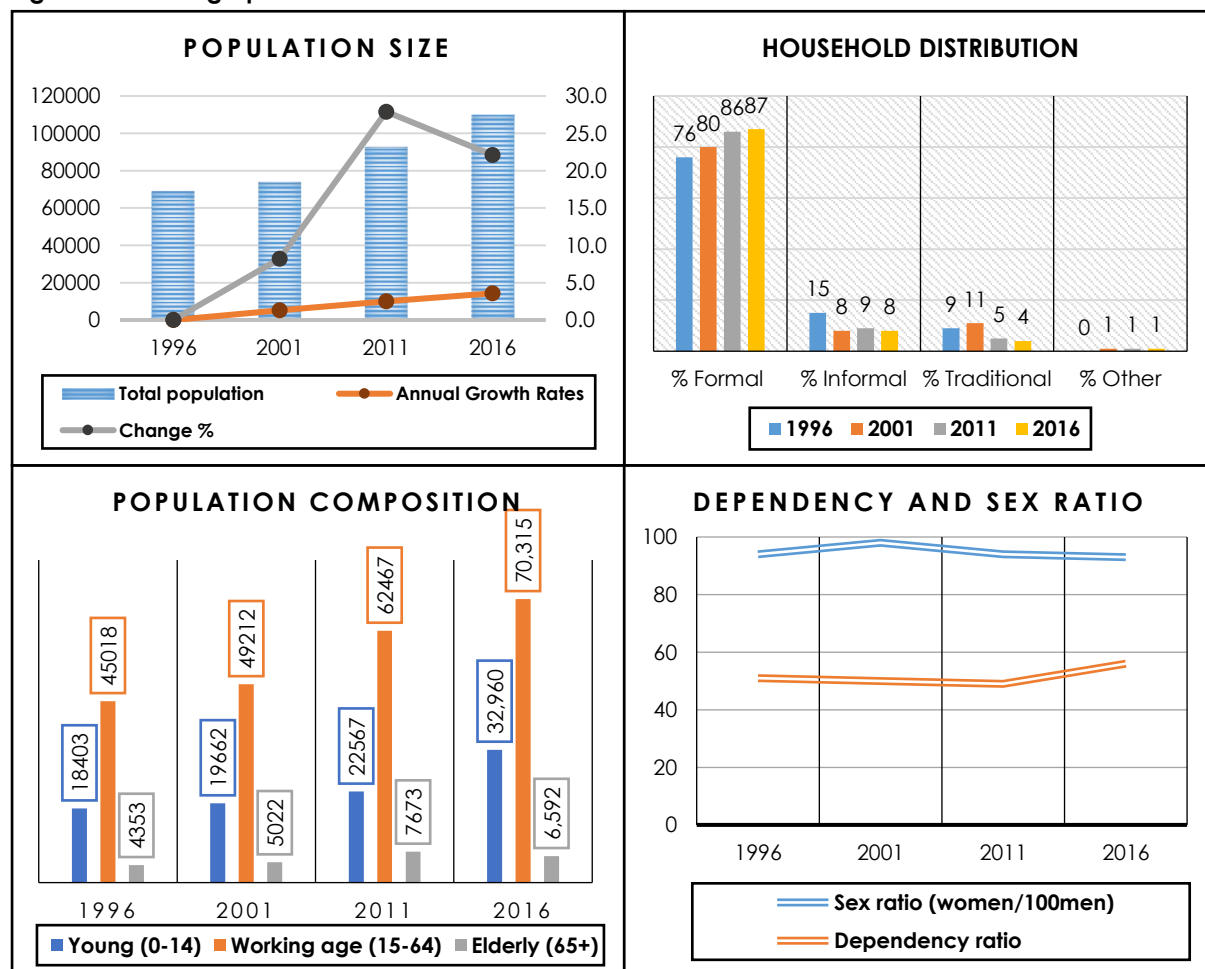 POPULATION SIZE
120000
100000
80000
60000
40000
20000
0
30.0
25.0
20.0
15.0
10.0
5.0
0.0
1996 2001 2011 2016
Total population
Annual Growth Rates
Change %
HOUSEHOLD DISTRIBUTION
76 80 86 87
15 8 9 8
9 11 5 4
0 1 1 1
% Formal % Informal % Traditional % Other
1996 2001 2011 2016
POPULATION COMPOSITION
18403 45018 4353
19662 49212 5022
22567 62467 7673
32,960 70,315 6,592
1996 2001 2011 2016
Young (0-14) Working age (15-64) Elderly (65+)
DEPENDENCY AND SEX RATIO
100
80
60
40
20
0
1996 2001 2011 2016
Sex ratio (women/100men)
Dependency ratio